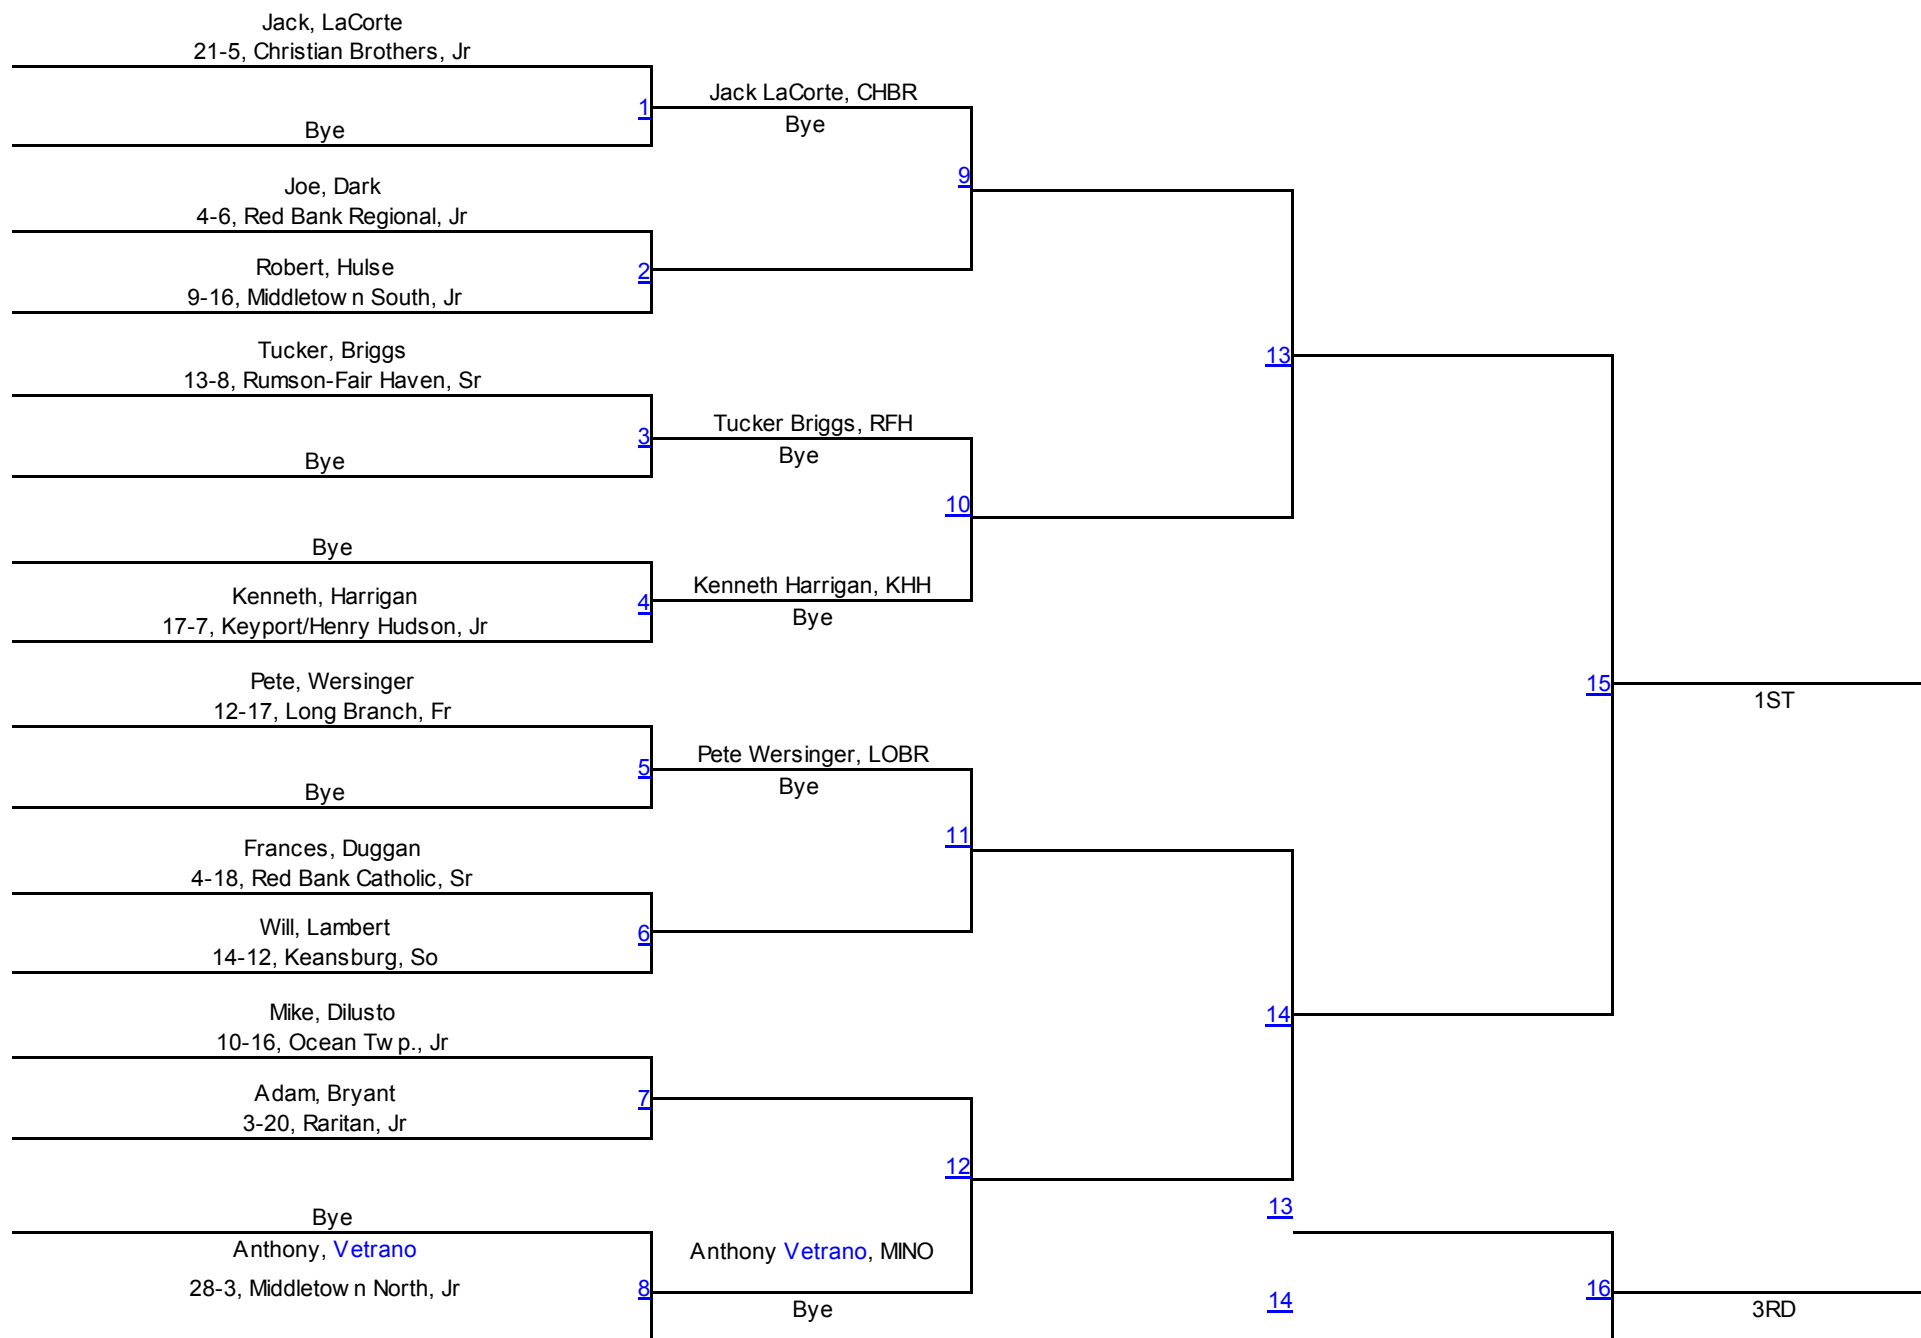 Jack, LaCorte
21-5, Christian Brothers, Jr
1
Jack LaCorte, CHBR
Bye
Bye
9
Joe, Dark
4-6, Red Bank Regional, Jr
2
Robert, Hulse
9-16, Middletown South, Jr
13
Tucker, Briggs
13-8, Rumson-Fair Haven, Sr
3
Tucker Briggs, RFH
Bye
Bye
10
Bye
4
Kenneth Harrigan, KHH
Bye
Kenneth, Harrigan
17-7, Keyport/Henry Hudson, Jr
15
1ST
Pete, Wersinger
12-17, Long Branch, Fr
5
Pete Wersinger, LOBR
Bye
Bye
11
Frances, Duggan
4-18, Red Bank Catholic, Sr
6
Will, Lambert
14-12, Keansburg, So
14
Mike, Dilusto
10-16, Ocean Twp., Jr
7
Adam, Bryant
3-20, Raritan, Jr
12
13
Bye
Anthony, Vetrano
28-3, Middletown North, Jr
8
Anthony Vetrano, MINO
Bye
14
16
3RD